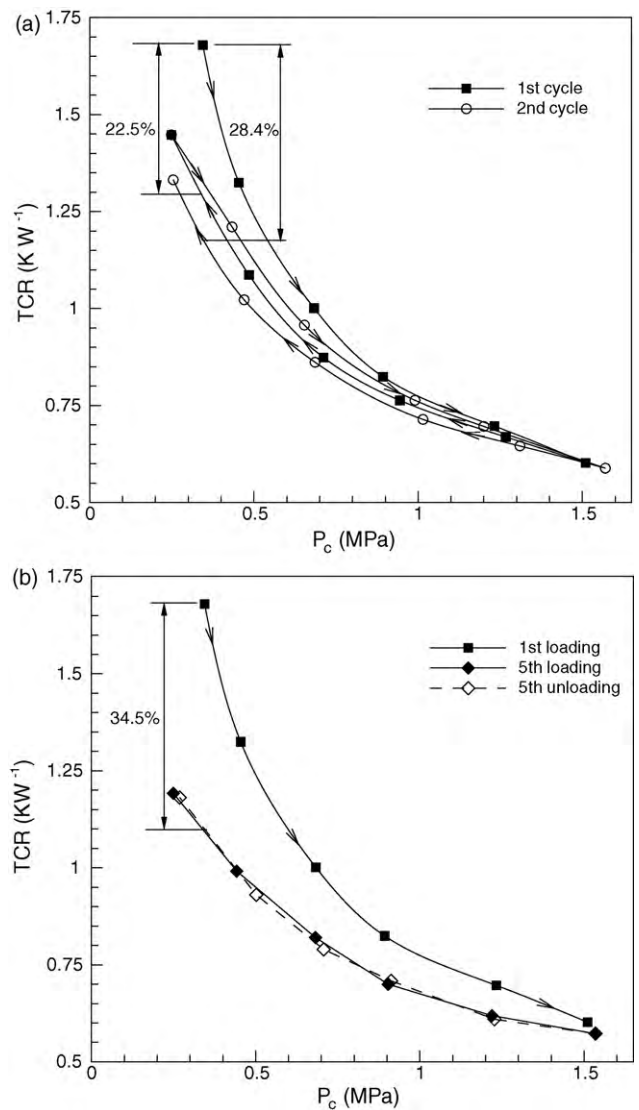 (a)
1.75
1.5
1.25
1
0.75
0.5
TCR (K W⁻¹)
22.5%
28.4%
1st cycle
2nd cycle
0
0.5
1
1.5
P_c (MPa)
(b)
1.75
1.5
1.25
1
0.75
0.5
TCR (KW⁻¹)
34.5%
1st loading
5th loading
5th unloading
0
0.5
1
1.5
P_c (MPa)